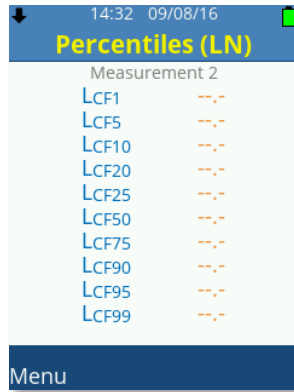 14:32 09/08/16
Percentiles (LN)
Measurement 2
LCF1 --.-
LCF5 --.-
LCF10 --.-
LCF20 --.-
LCF25 --.-
LCF50 --.-
LCF75 --.-
LCF90 --.-
LCF95 --.-
LCF99 --.-
Menu